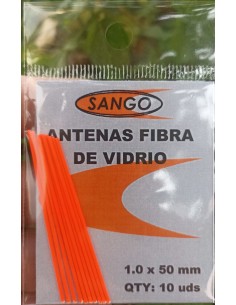 SANGO
ANTENAS FIBRA
DE VIDRIO
1.0 x 50 mm
QTY: 10 uds